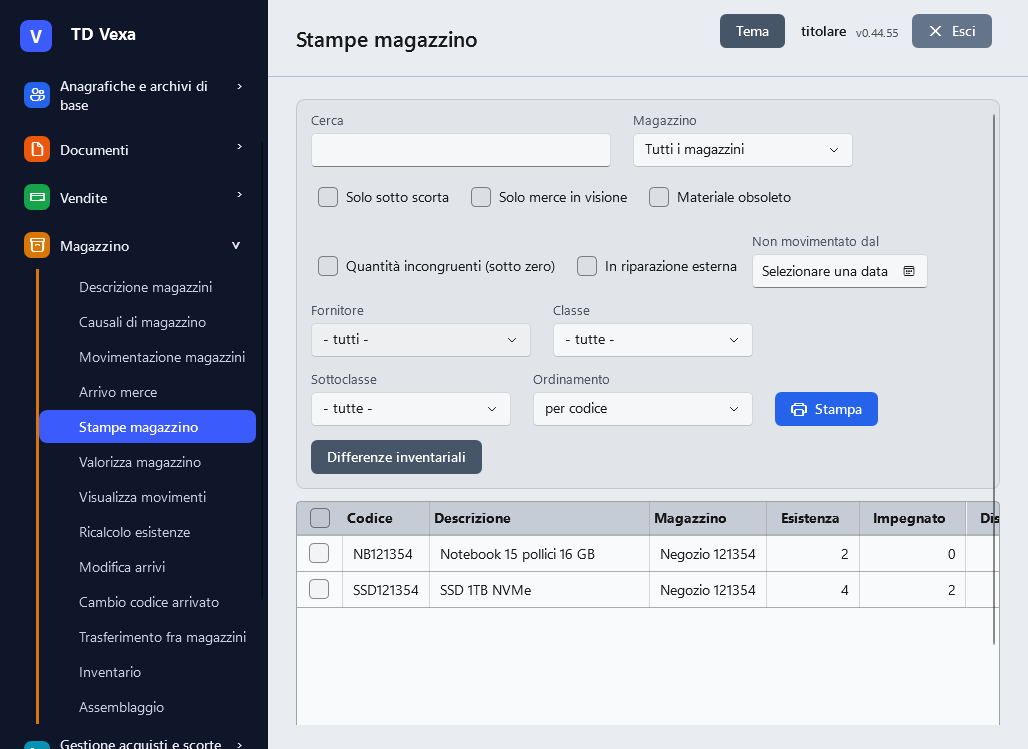 V TD Vexa
Anagrafiche e archivi di
base
Documenti
Vendite
Magazzino
Descrizione magazzini
Causali di magazzino
Movimentazione magazzini
Arrivo merce
Stampe magazzino
Valorizza magazzino
Visualizza movimenti
Ricalcolo esistenze
Modifica arrivi
Cambio codice arrivato
Trasferimento fra magazzini
Inventario
Assemblaggio
Gestione acquisti e scorte
Stampe magazzino
Tema titolare v0.44.55 Esci
Cerca Magazzino
Tutti i magazzini
Solo sotto scorta Solo merce in visione Materiale obsoleto
Non movimentato dal
Quantità incongruenti (sotto zero) In riparazione esterna Selezionare una data
Fornitore Classe
- tutti - - tutte -
Sottoclasse Ordinamento
- tutte - per codice Stampa
Differenze inventariali
Codice Descrizione Magazzino Esistenza Impegnato Dis
NB121354 Notebook 15 pollici 16 GB Negozio 121354 2 0
SSD121354 SSD 1TB NVMe Negozio 121354 4 2